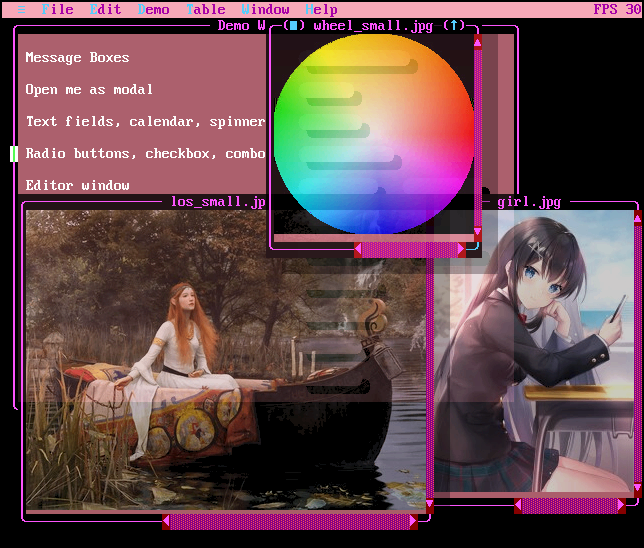 ≡ File Edit Demo Table Window Help FPS 30
Demo W
wheel_small.jpg
Message Boxes
Open me as modal
Text fields, calendar, spinner
Radio buttons, checkbox, combo
Editor window
los_small.jp
girl.jpg